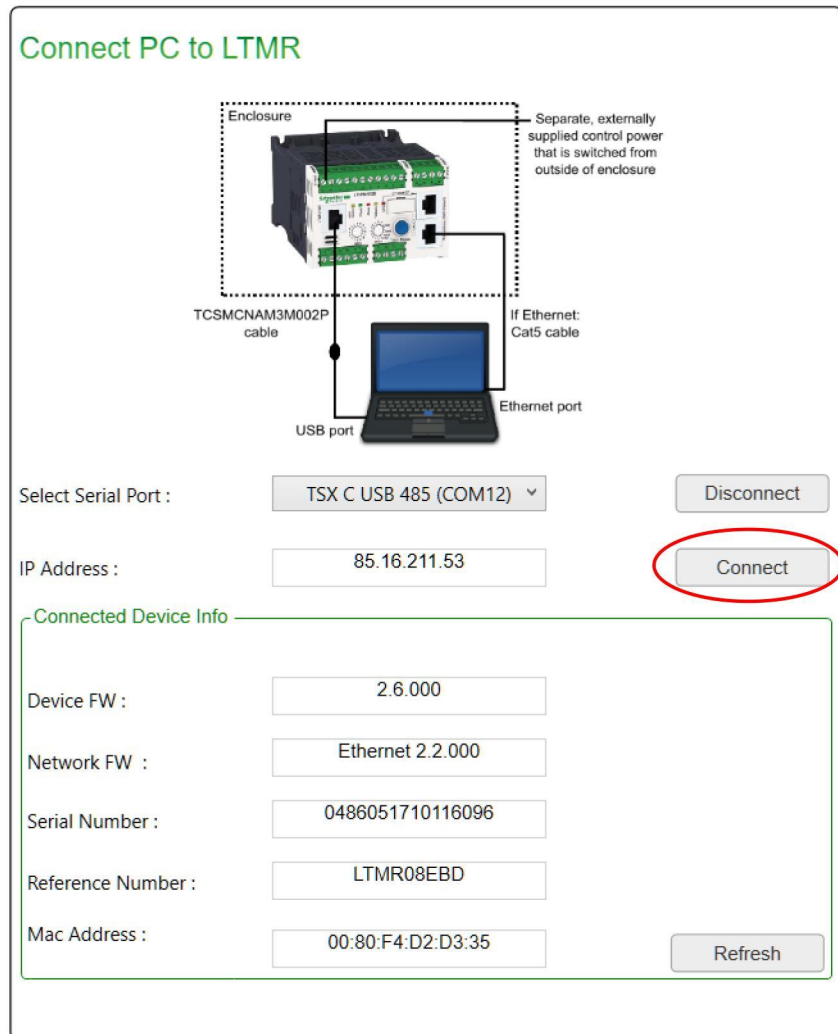 Connect PC to LTMR
Enclosure
Separate, externally
supplied control power
that is switched from
outside of enclosure
Schneider
TCSMCNAM3M002P
cable
If Ethernet:
Cat5 cable
Ethernet port
USB port
Select Serial Port :
TSX C USB 485 (COM12)
Disconnect
IP Address :
85.16.211.53
Connect
Connected Device Info
Device FW :
2.6.000
Network FW :
Ethernet 2.2.000
Serial Number :
0486051710116096
Reference Number :
LTMR08EBD
Mac Address :
00:80:F4:D2:D3:35
Refresh